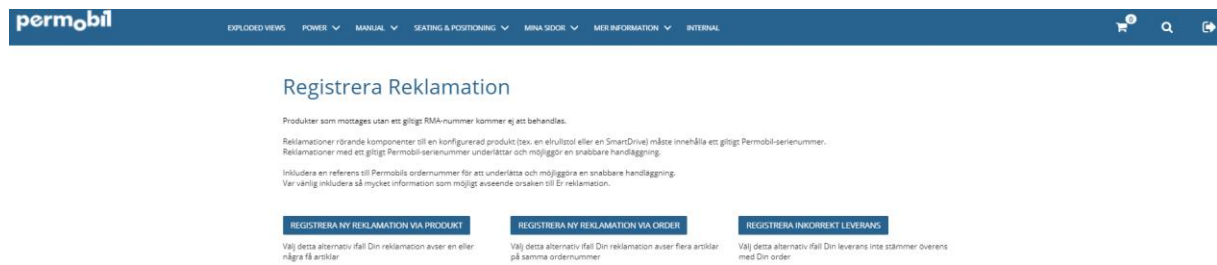 permobil
EXPLODED VIEWS POWER MANUAL SEATING & POSITIONING MINA SIDOR MER INFORMATION INTERNAL 0
Registrera Reklamation
Produkter som mottages utan ett giltigt RMA-nummer kommer ej att behandlas.
Reklamationer rörande komponenter till en konfigurerad produkt (tex. en elrullstol eller en SmartDrive) måste innehålla ett giltigt Permobil-serienummer.
Reklamationer med ett giltigt Permobil-serienummer underlättar och möjliggör en snabbare handläggning.
Inkludera en referens till Permobils ordernummer för att underlätta och möjliggöra en snabbare handläggning.
Var vänlig inkludera så mycket information som möjligt avseende orsaken till Er reklamation.
REGISTRERA NY REKLAMATION VIA PRODUKT REGISTRERA NY REKLAMATION VIA ORDER REGISTRERA INKORREKT LEVERANS
Välj detta alternativ ifall Din reklamation avser en eller
några få artiklar
Välj detta alternativ ifall Din reklamation avser flera artiklar
på samma ordernummer
Välj detta alternativ ifall Din leverans inte stämmer överens
med Din order